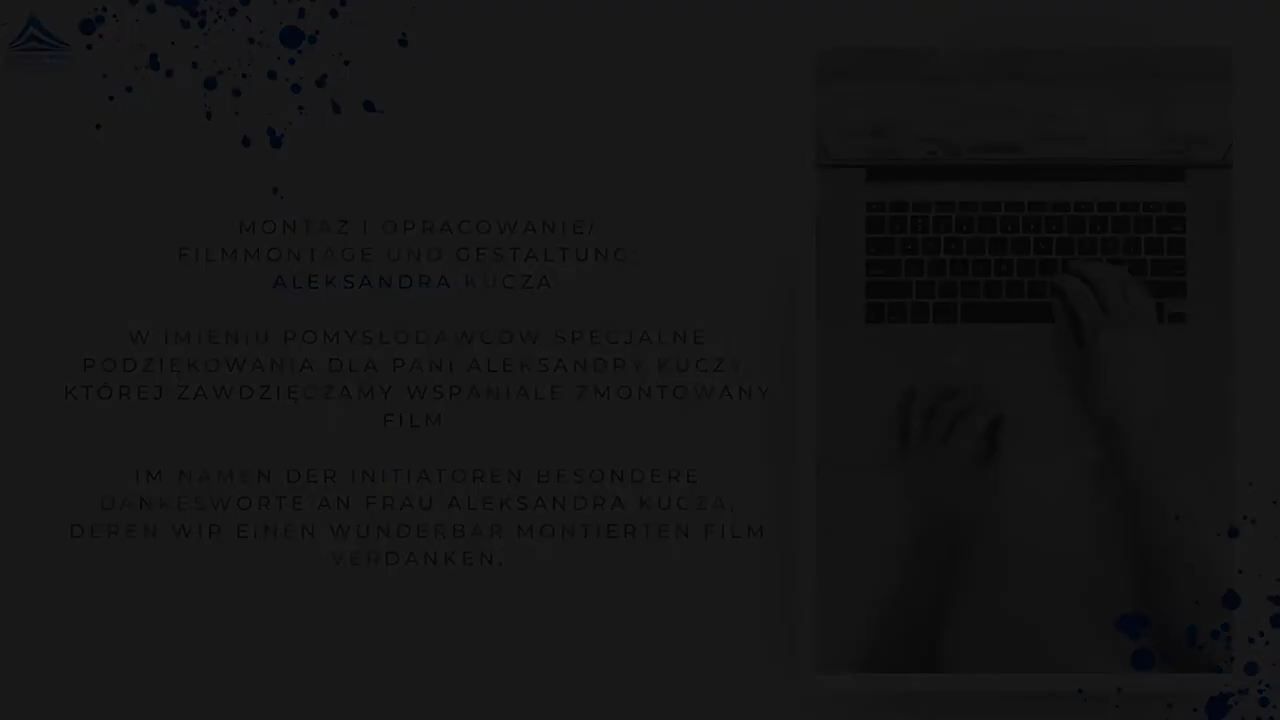 MONTAZ I OPRACOWANIE/
FILMMONTAGE UND GESTALTUNG:
ALEKSANDRA KUCZA
W IMIENIU POMYSŁODAWCÓW SPECJALNE
PODZIĘKOWANIA DLA PANI ALEKSANDRY KUCZY
KTÓREJ ZAWDZIĘCZAMY WSPANIALE ZMONTOWANY
FILM
IM NAMEN DER INITIATOREN BESONDERE
DANKESWORTE AN FRAU ALEKSANDRA KUCZA,
DEREN WIR EINEN WUNDERBAR MONTIERTEN FILM
VERDANKEN.